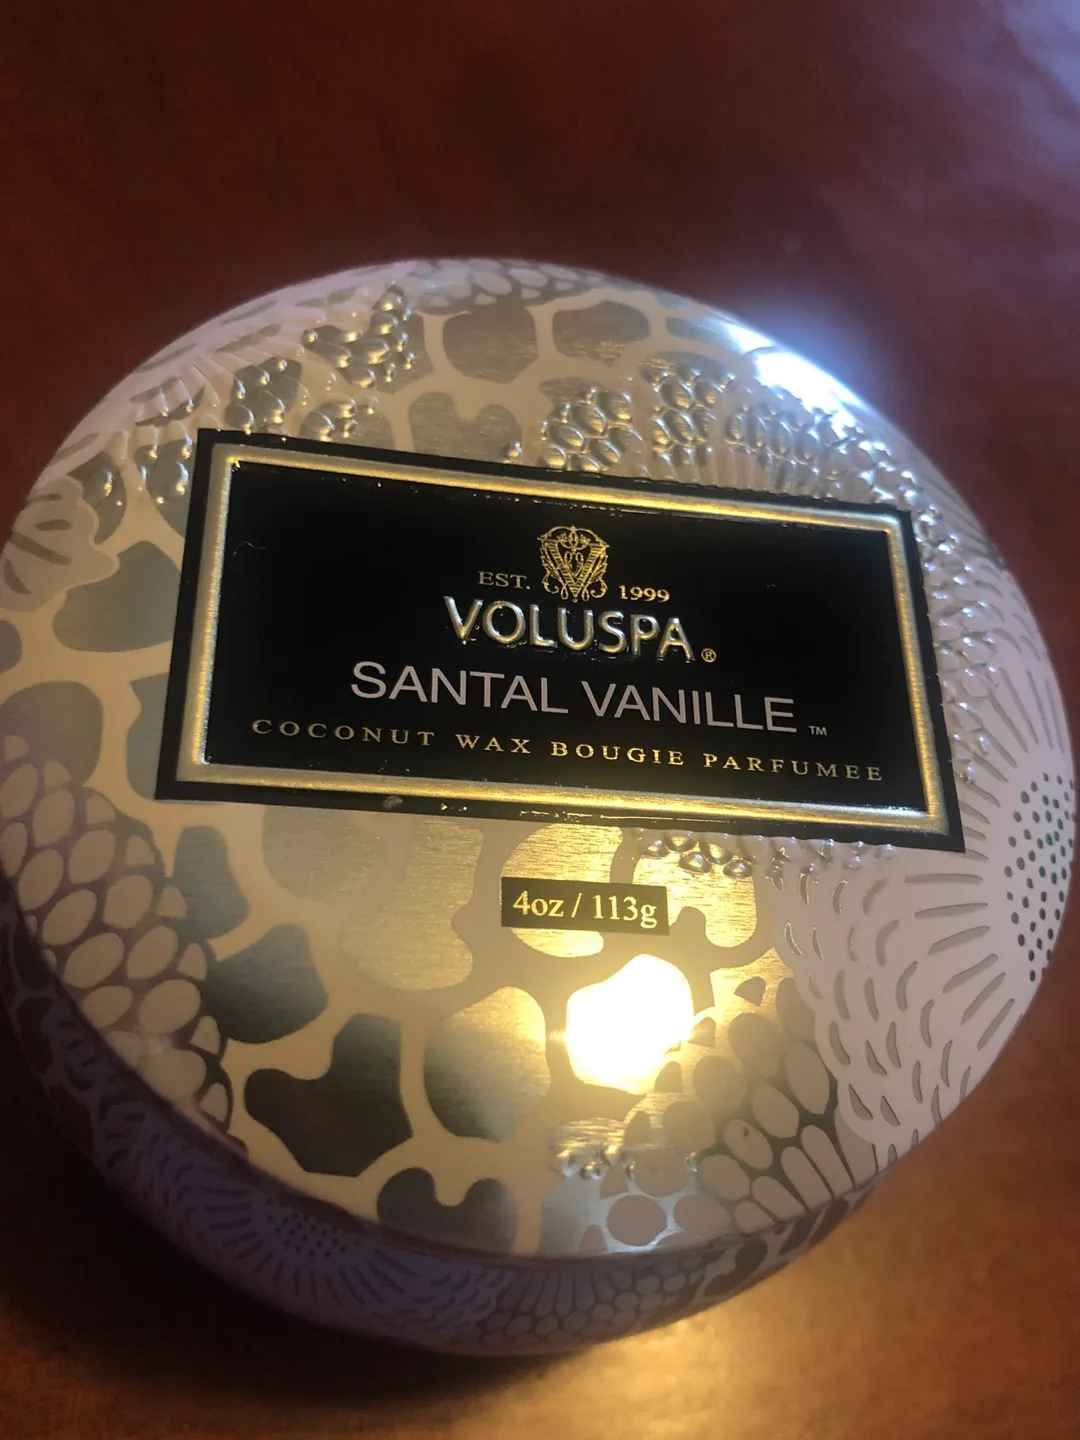 EST. 1999
VOLUSPA®
SANTAL VANILLE™
COCONUT WAX BOUGIE PARFUMEE
4oz / 113g